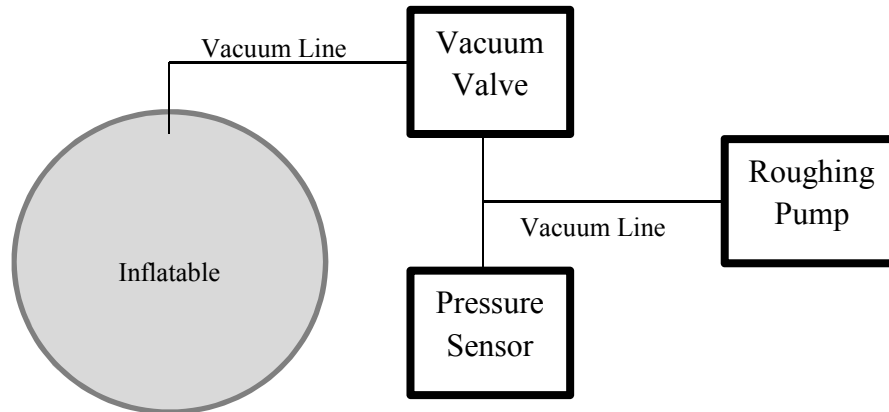 Vacuum Line
Vacuum
Valve
Roughing
Pump
Vacuum Line
Inflatable
Pressure
Sensor